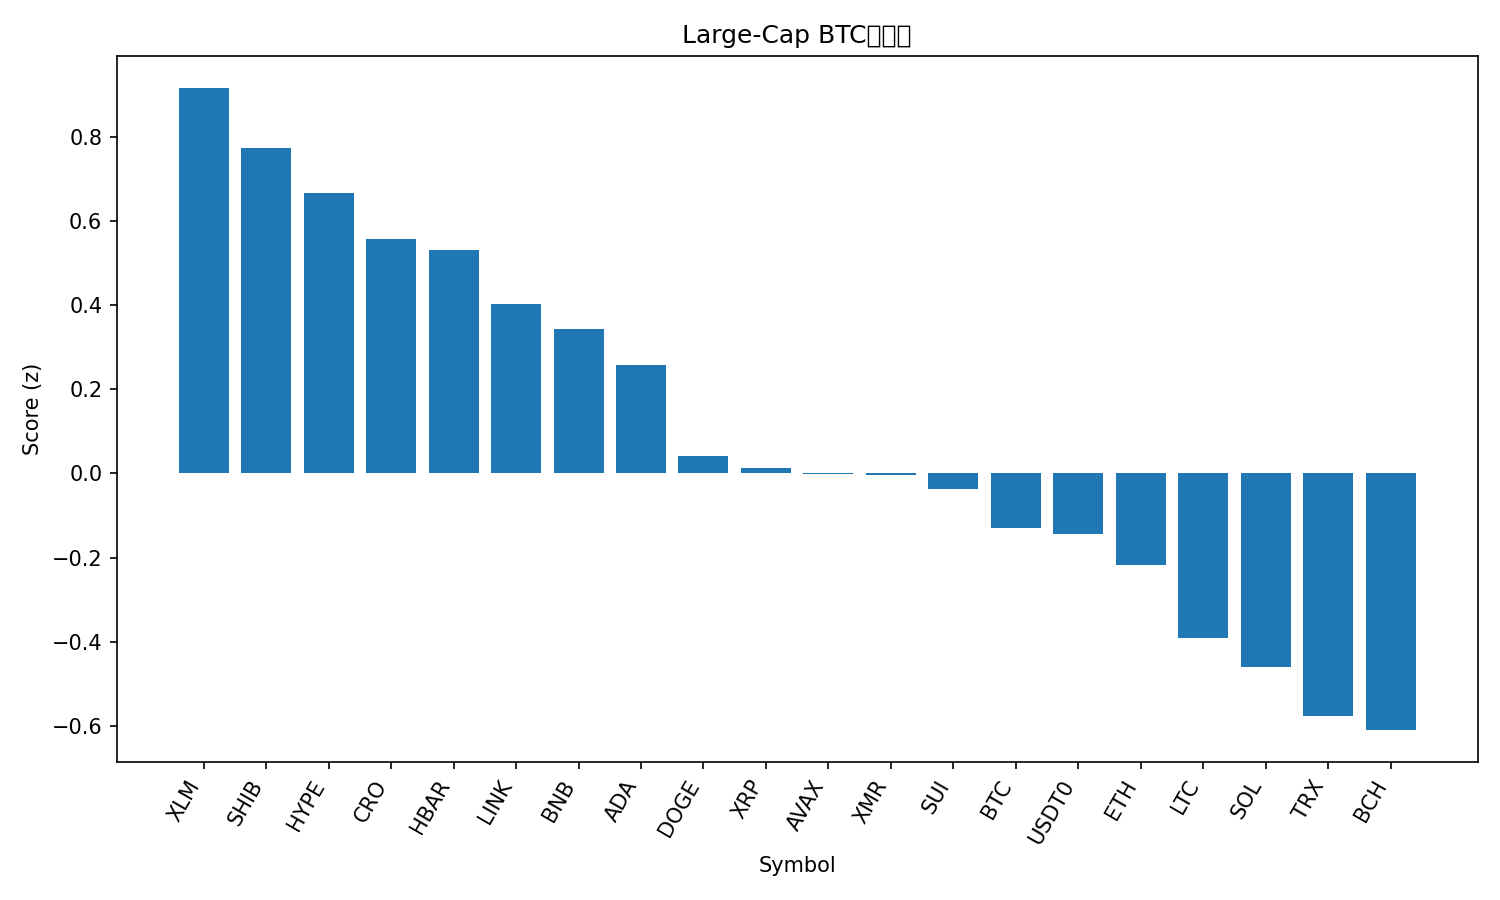 Large-Cap BTC
Score (z)
0.8
0.6
0.4
0.2
0.0
−0.2
−0.4
−0.6
XLM
SHIB
HYPE
CRO
HBAR
LINK
BNB
ADA
DOGE
XRP
AVAX
XMR
SUI
BTC
USDT0
ETH
LTC
SOL
TRX
BCH
Symbol